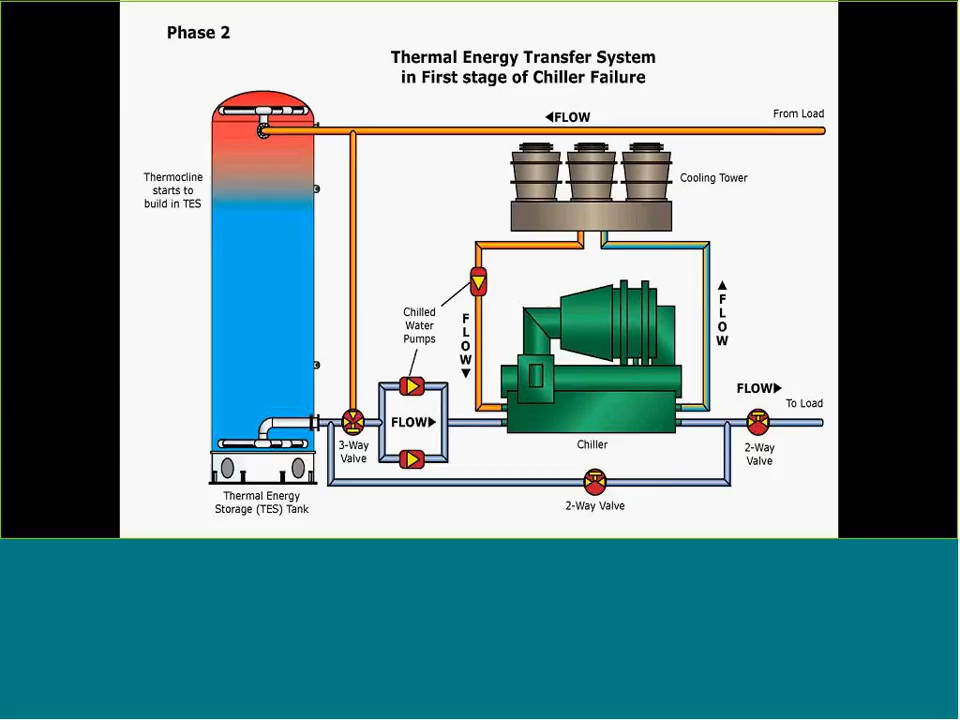 Phase 2
Thermal Energy Transfer System
in First stage of Chiller Failure
◀FLOW
From Load
Thermocline
starts to
build in TES
Cooling Tower
Chilled
Water
Pumps
FLOW▼
▲FLOW
FLOW▶
To Load
FLOW▶
3-Way
Valve
Chiller
2-Way
Valve
Thermal Energy
Storage (TES) Tank
2-Way Valve